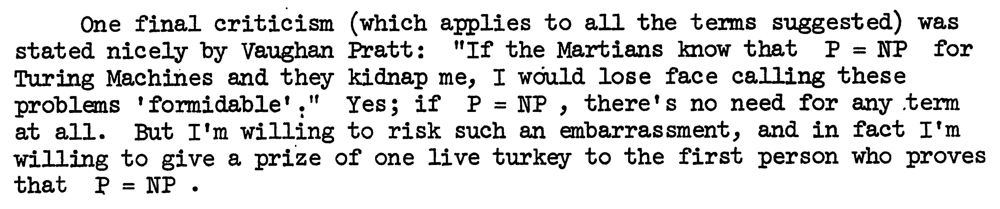 One final criticism (which applies to all the terms suggested) was
stated nicely by Vaughan Pratt: "If the Martians know that P = NP for
Turing Machines and they kidnap me, I would lose face calling these
problems 'formidable'." Yes; if P = NP , there's no need for any term
at all. But I'm willing to risk such an embarrassment, and in fact I'm
willing to give a prize of one live turkey to the first person who proves
that P = NP .